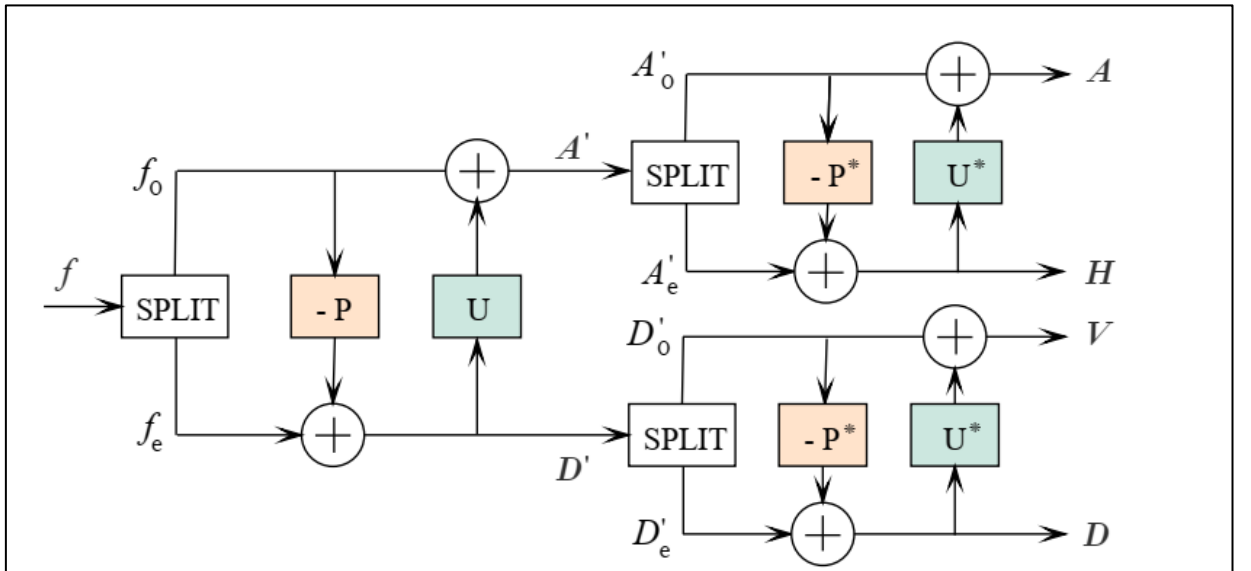 A'o
A
SPLIT
- P*
U*
A'
fo
A'e
H
f
SPLIT
- P
U
D'o
V
fe
SPLIT
- P*
U*
D'
D'e
D